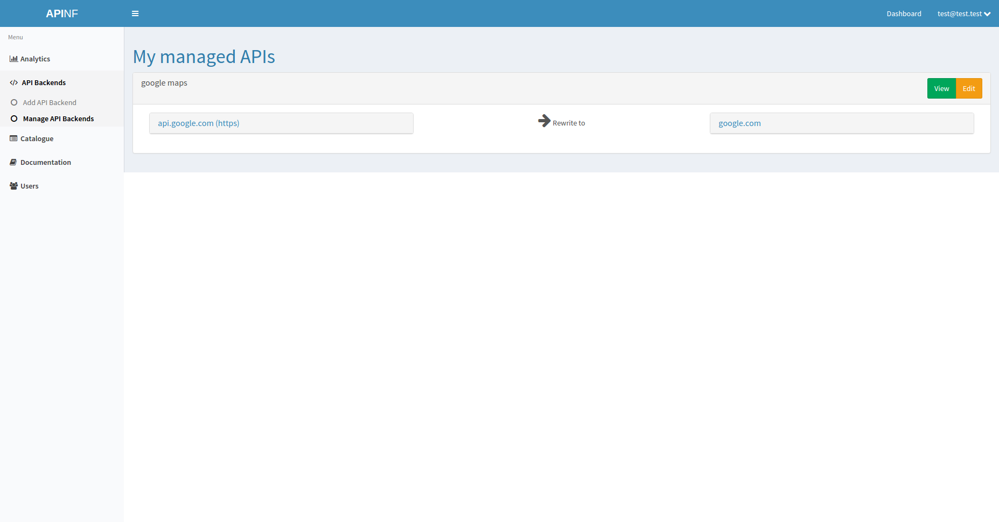 APINF
Dashboard
test@test.test
Menu
Analytics
API Backends
Add API Backend
Manage API Backends
Catalogue
Documentation
Users
My managed APIs
google maps
View
Edit
api.google.com (https)
Rewrite to
google.com